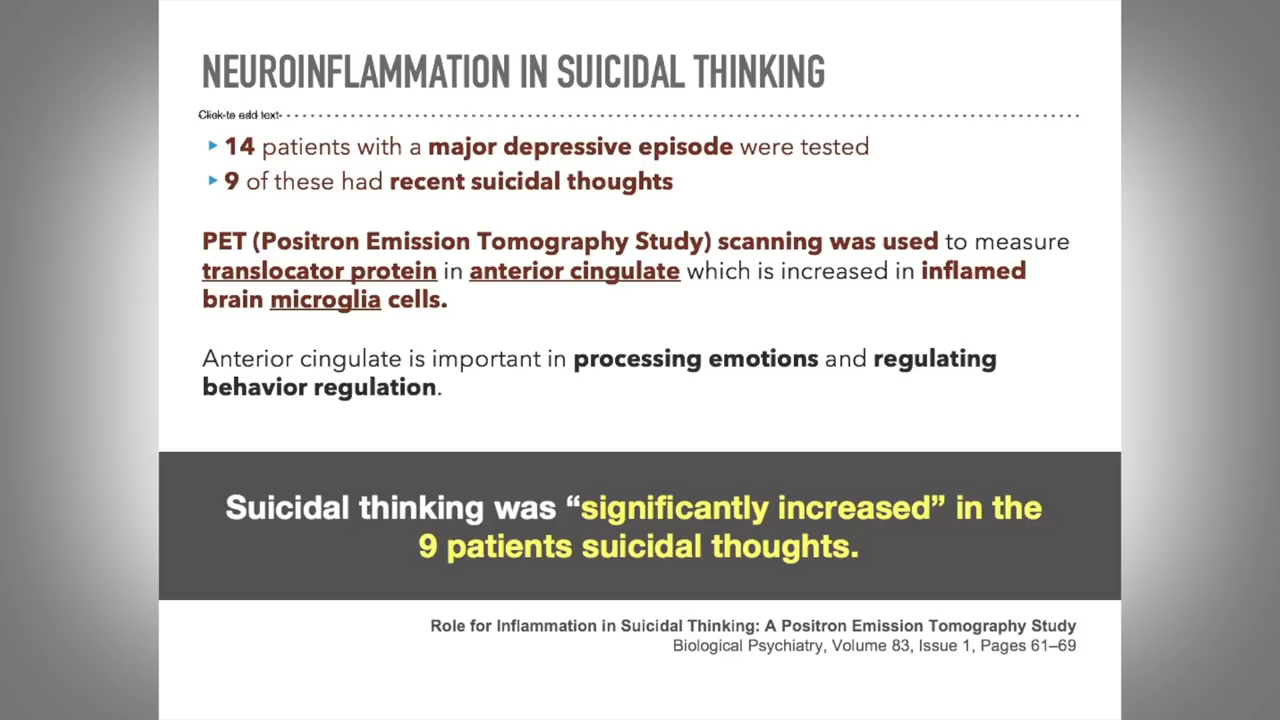 NEUROINFLAMMATION IN SUICIDAL THINKING
Click to add text
▸ 14 patients with a major depressive episode were tested
▸ 9 of these had recent suicidal thoughts
PET (Positron Emission Tomography Study) scanning was used to measure
translocator protein in anterior cingulate which is increased in inflamed
brain microglia cells.
Anterior cingulate is important in processing emotions and regulating
behavior regulation.
Suicidal thinking was “significantly increased” in the
9 patients suicidal thoughts.
Role for Inflammation in Suicidal Thinking: A Positron Emission Tomography Study
Biological Psychiatry, Volume 83, Issue 1, Pages 61–69